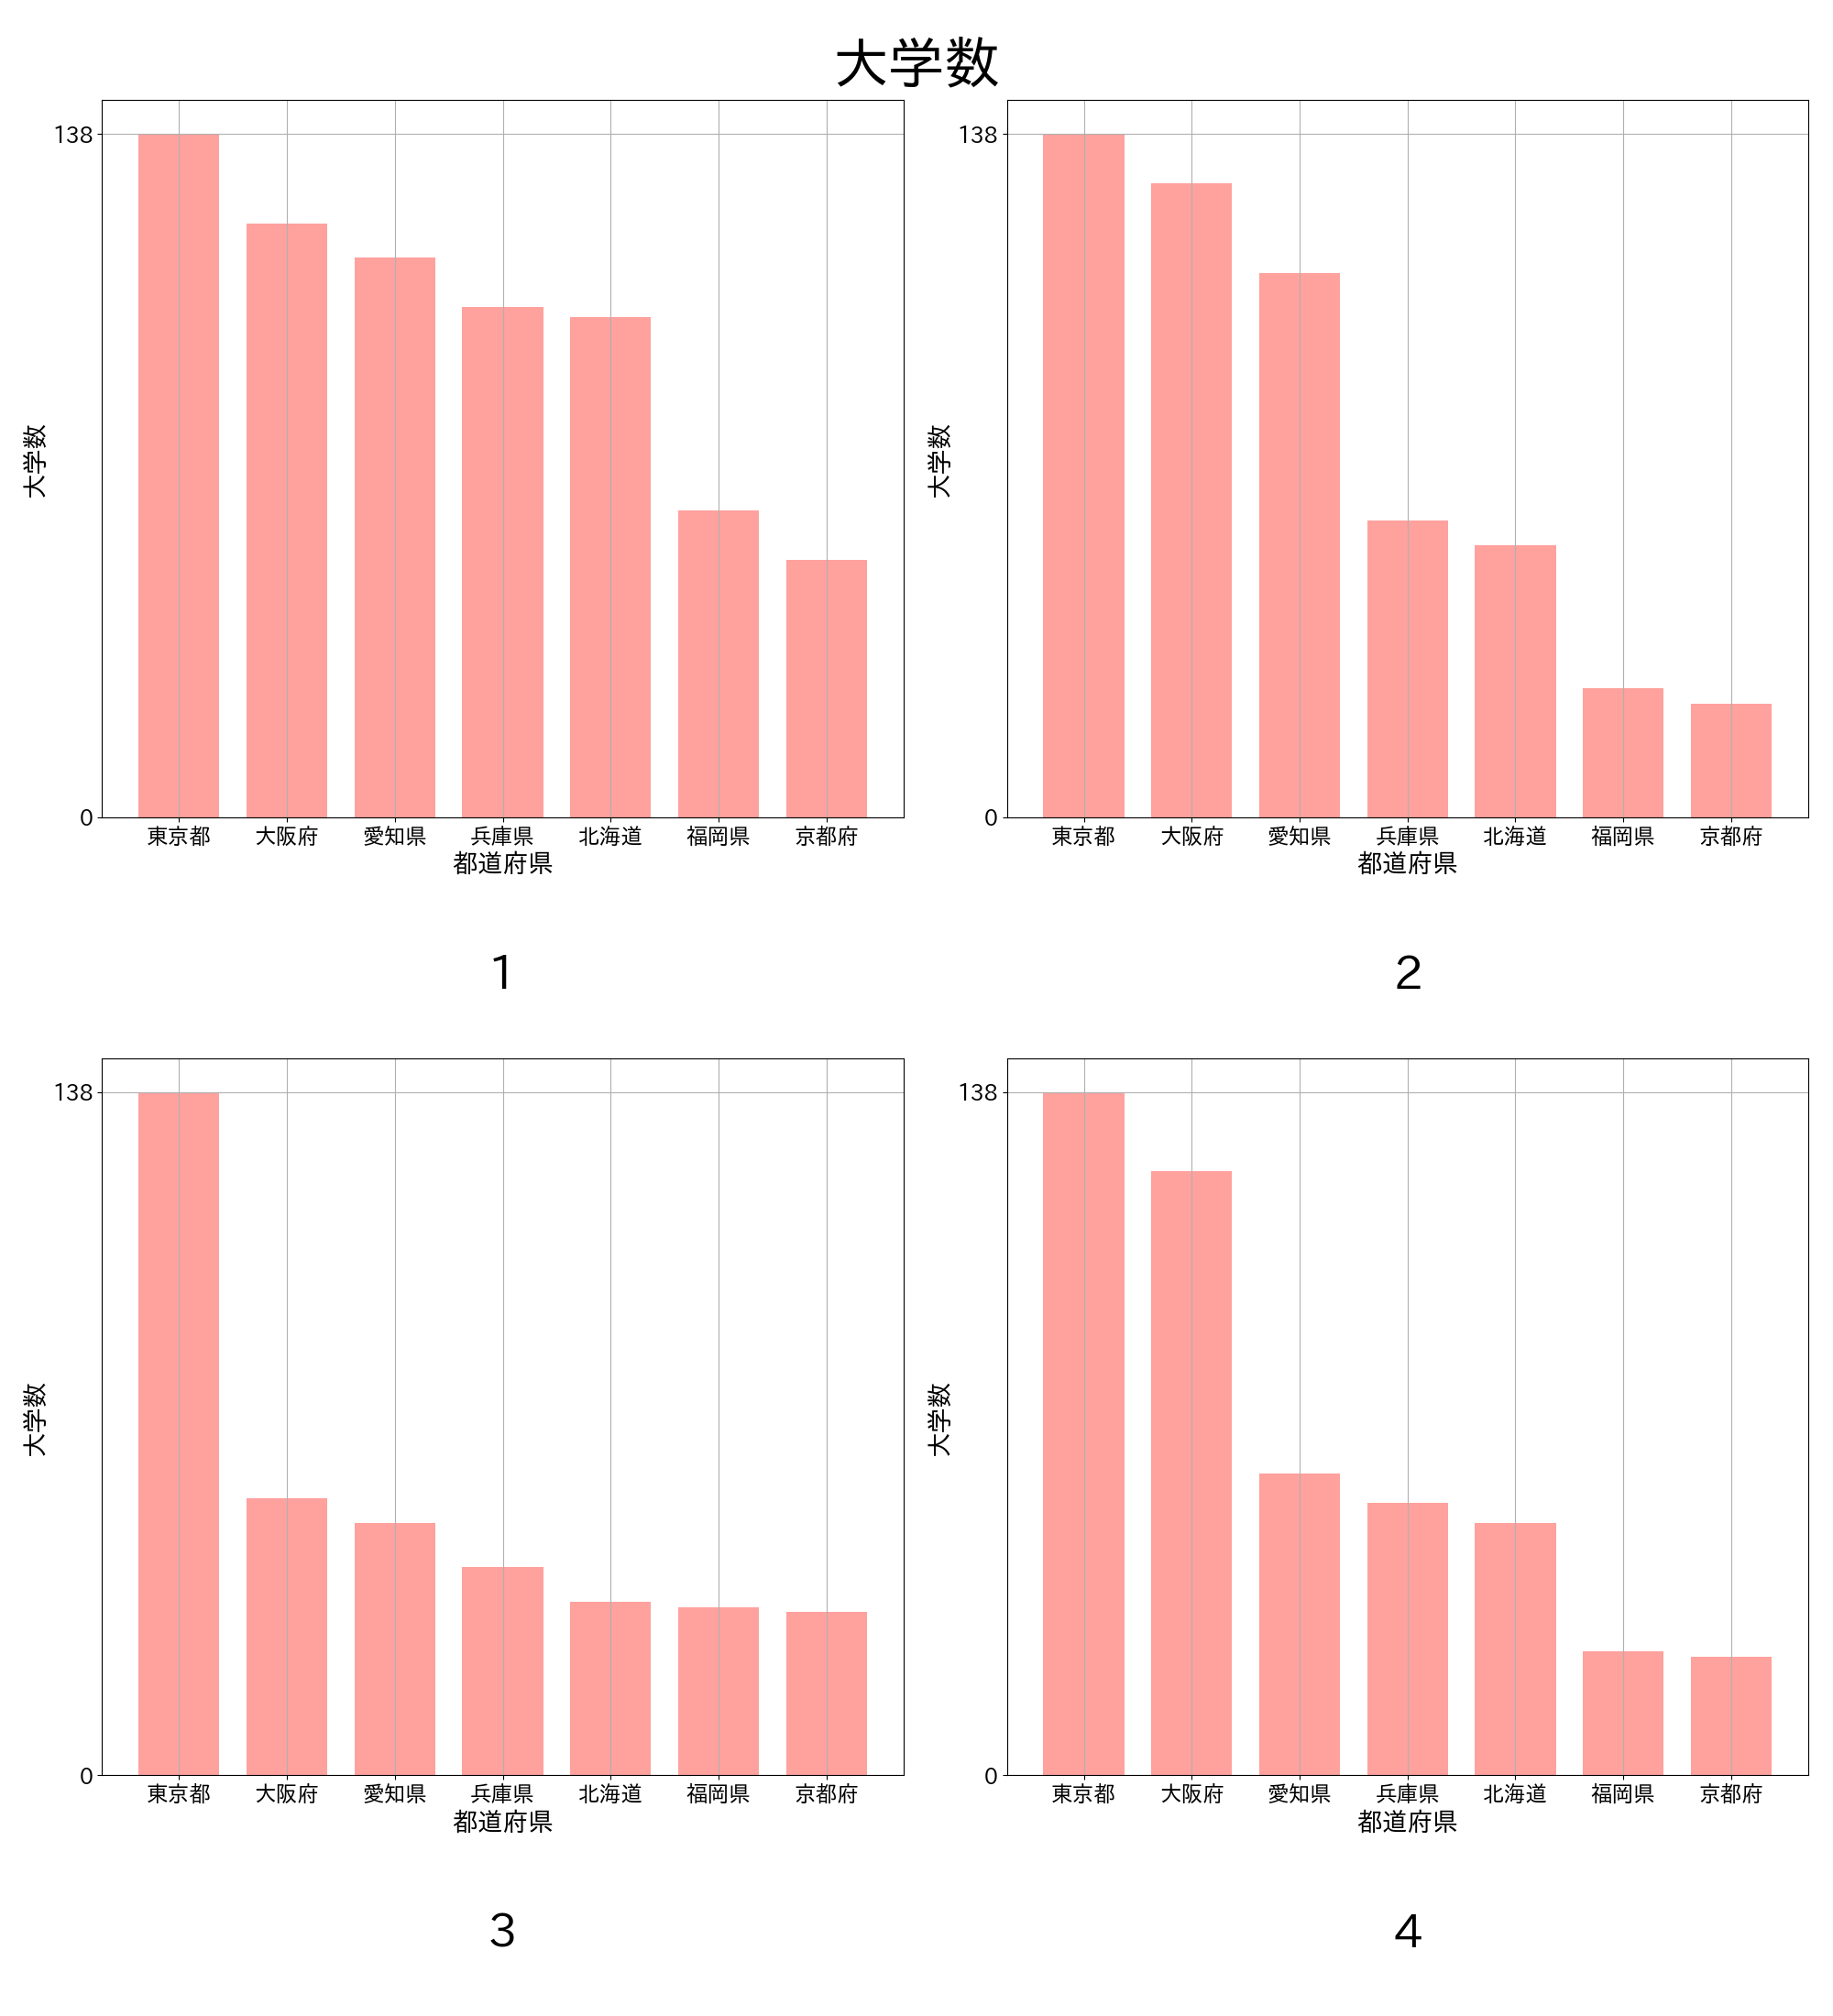 大学数
138
0
大学数
東京都 大阪府 愛知県 兵庫県 北海道 福岡県 京都府
都道府県
1
138
0
大学数
東京都 大阪府 愛知県 兵庫県 北海道 福岡県 京都府
都道府県
2
138
0
大学数
東京都 大阪府 愛知県 兵庫県 北海道 福岡県 京都府
都道府県
3
138
0
大学数
東京都 大阪府 愛知県 兵庫県 北海道 福岡県 京都府
都道府県
4